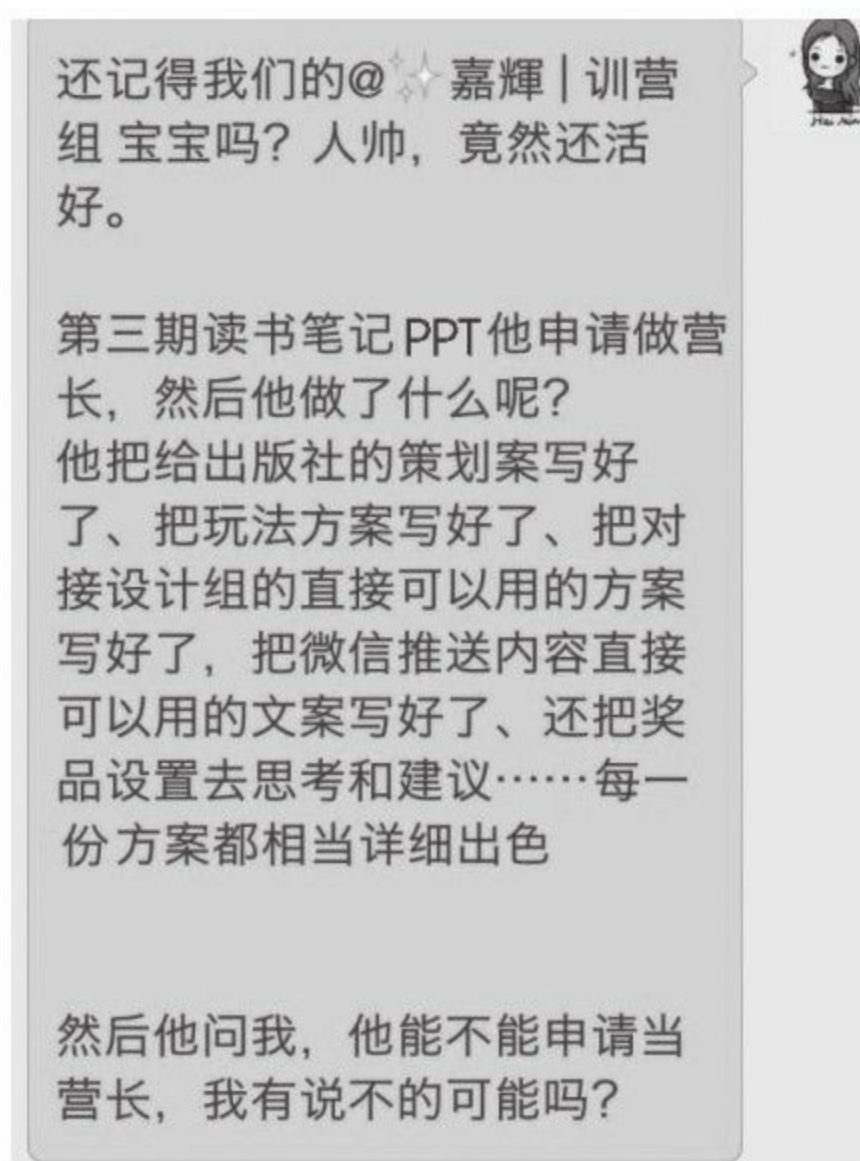 还记得我们的@✨嘉輝 | 训营
组 宝宝吗？人帅，竟然还活
好。
第三期读书笔记PPT他申请做营
长，然后他做了什么呢？
他把给出版社的策划案写好
了、把玩法方案写好了、把对
接设计组的直接可以用的方案
写好了，把微信推送内容直接
可以用的文案写好了、还把奖
品设置去思考和建议……每一
份方案都相当详细出色
然后他问我，他能不能申请当
营长，我有说不的可能吗？